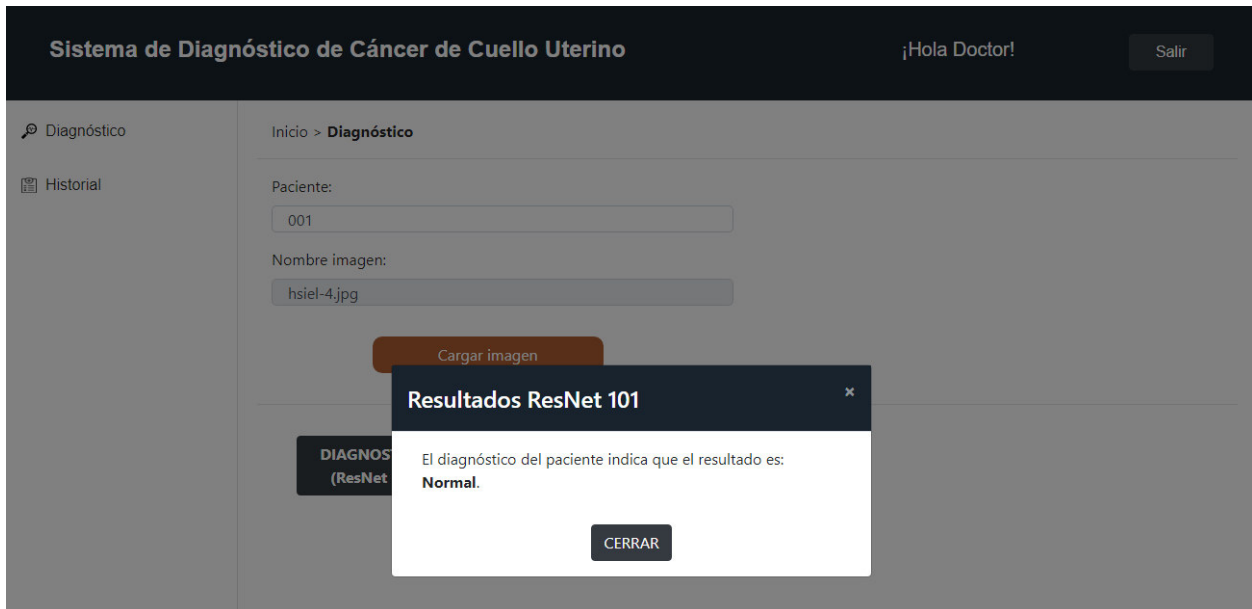 Sistema de Diagnóstico de Cáncer de Cuello Uterino
¡Hola Doctor!
Salir
Diagnóstico
Historial
Inicio > Diagnóstico
Paciente:
001
Nombre imagen:
hsiel-4.jpg
Cargar imagen
Resultados ResNet 101
×
El diagnóstico del paciente indica que el resultado es:
Normal.
CERRAR
(ResNet